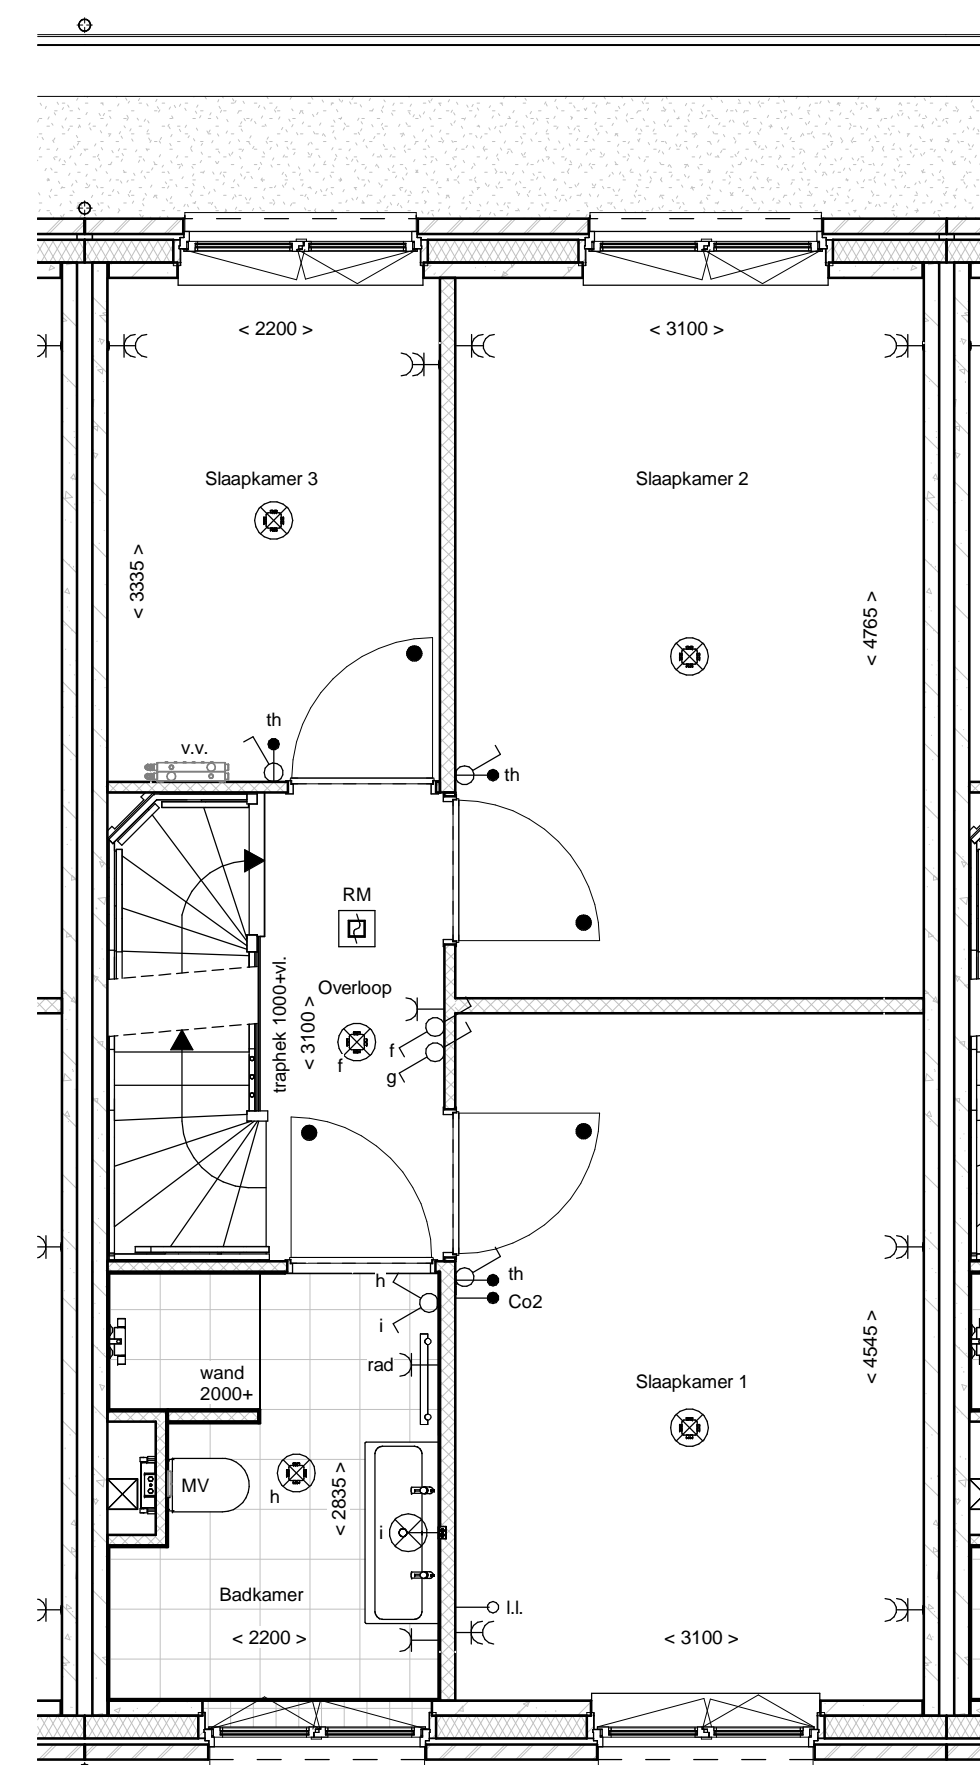 < 2200 >
< 3100 >
Slaapkamer 3
Slaapkamer 2
< 3335 >
< 4765 >
th
v.v.
th
RM
Overloop
traphek 1000+vl.
< 3100 >
f
f
g
h
i
th
Co2
rad
wand
2000+
< 4545 >
Slaapkamer 1
MV
h
< 2835 >
i
Badkamer
l.l.
< 2200 >
< 3100 >